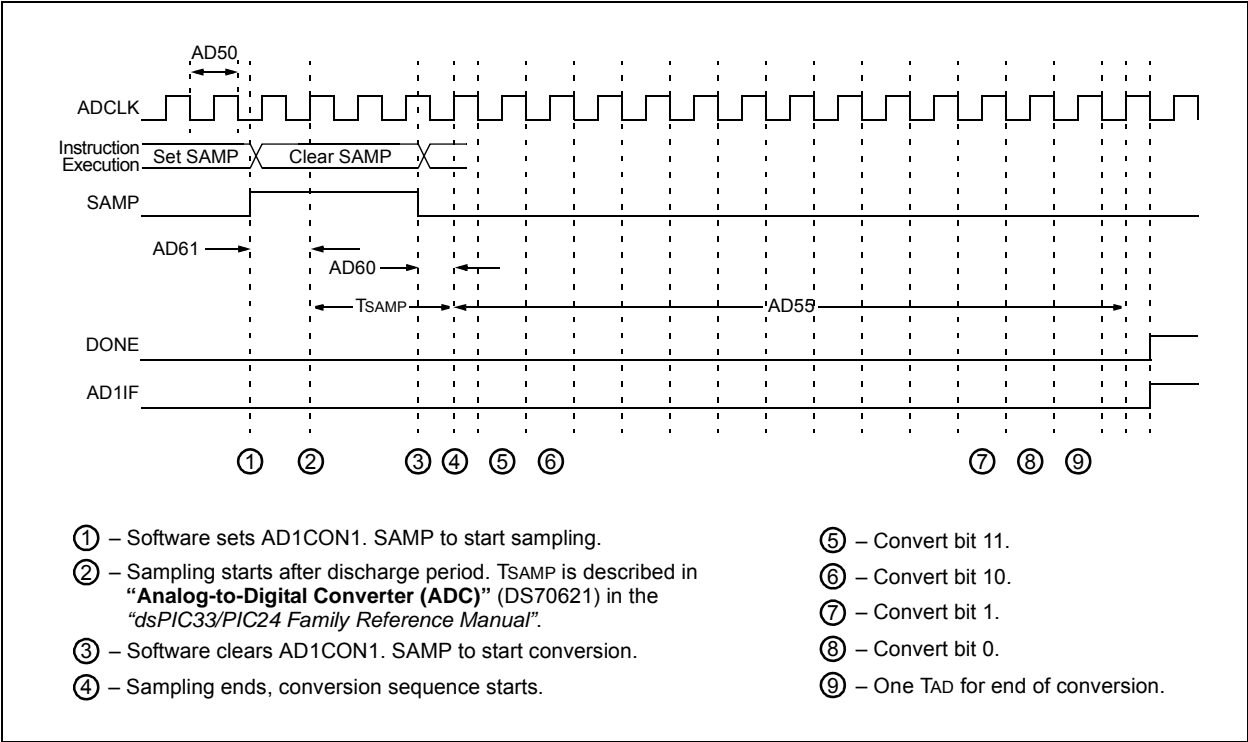 AD50
ADCLK
Instruction
Execution
Set SAMP
Clear SAMP
SAMP
AD61
AD60
TSAMP
AD55
DONE
AD1IF
1 2 3 4 5 6 7 8 9
1 – Software sets AD1CON1. SAMP to start sampling.
2 – Sampling starts after discharge period. TSAMP is described in
“Analog-to-Digital Converter (ADC)” (DS70621) in the
“dsPIC33/PIC24 Family Reference Manual”.
3 – Software clears AD1CON1. SAMP to start conversion.
4 – Sampling ends, conversion sequence starts.
5 – Convert bit 11.
6 – Convert bit 10.
7 – Convert bit 1.
8 – Convert bit 0.
9 – One TAD for end of conversion.